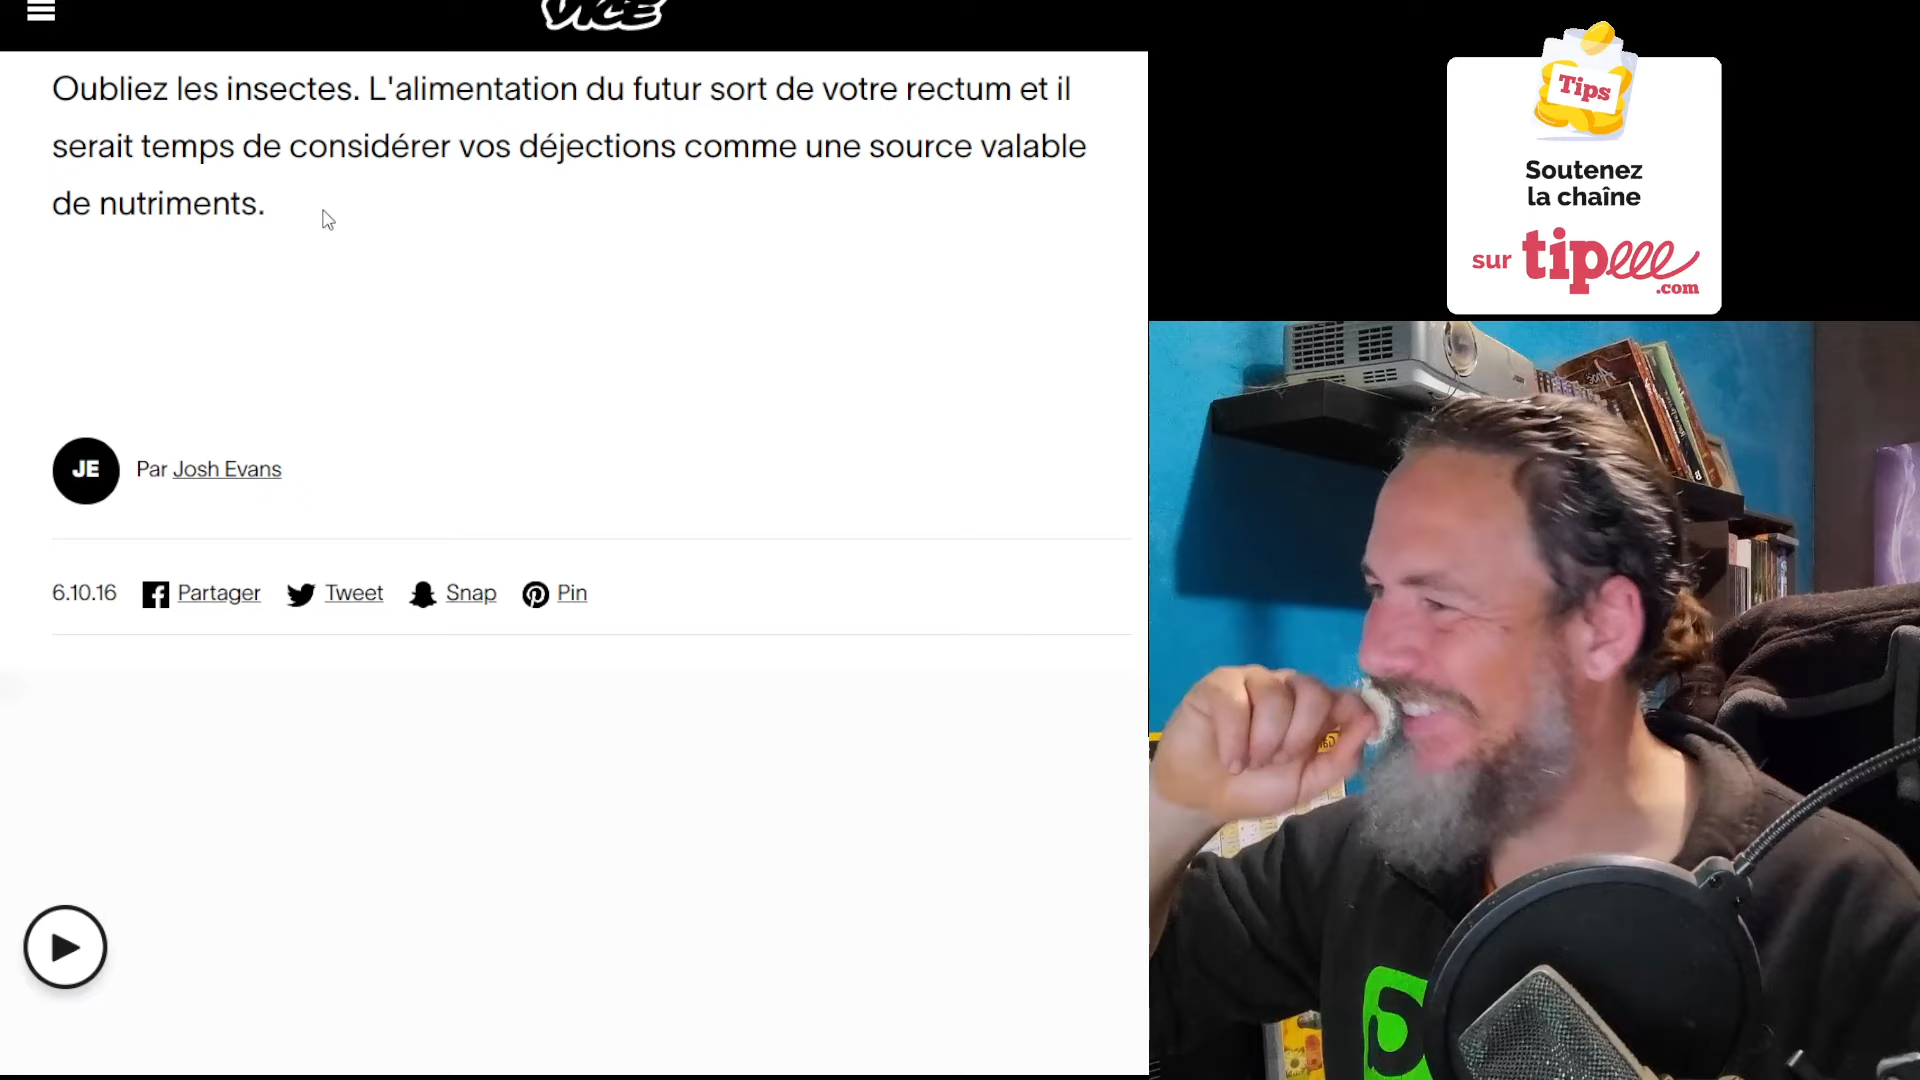 VICE
Oubliez les insectes. L'alimentation du futur sort de votre rectum et il
serait temps de considérer vos déjections comme une source valable
de nutriments.
JE
Par Josh Evans
6.10.16
Partager
Tweet
Snap
Pin
Tips
Soutenez
la chaîne
sur tipeee
.com